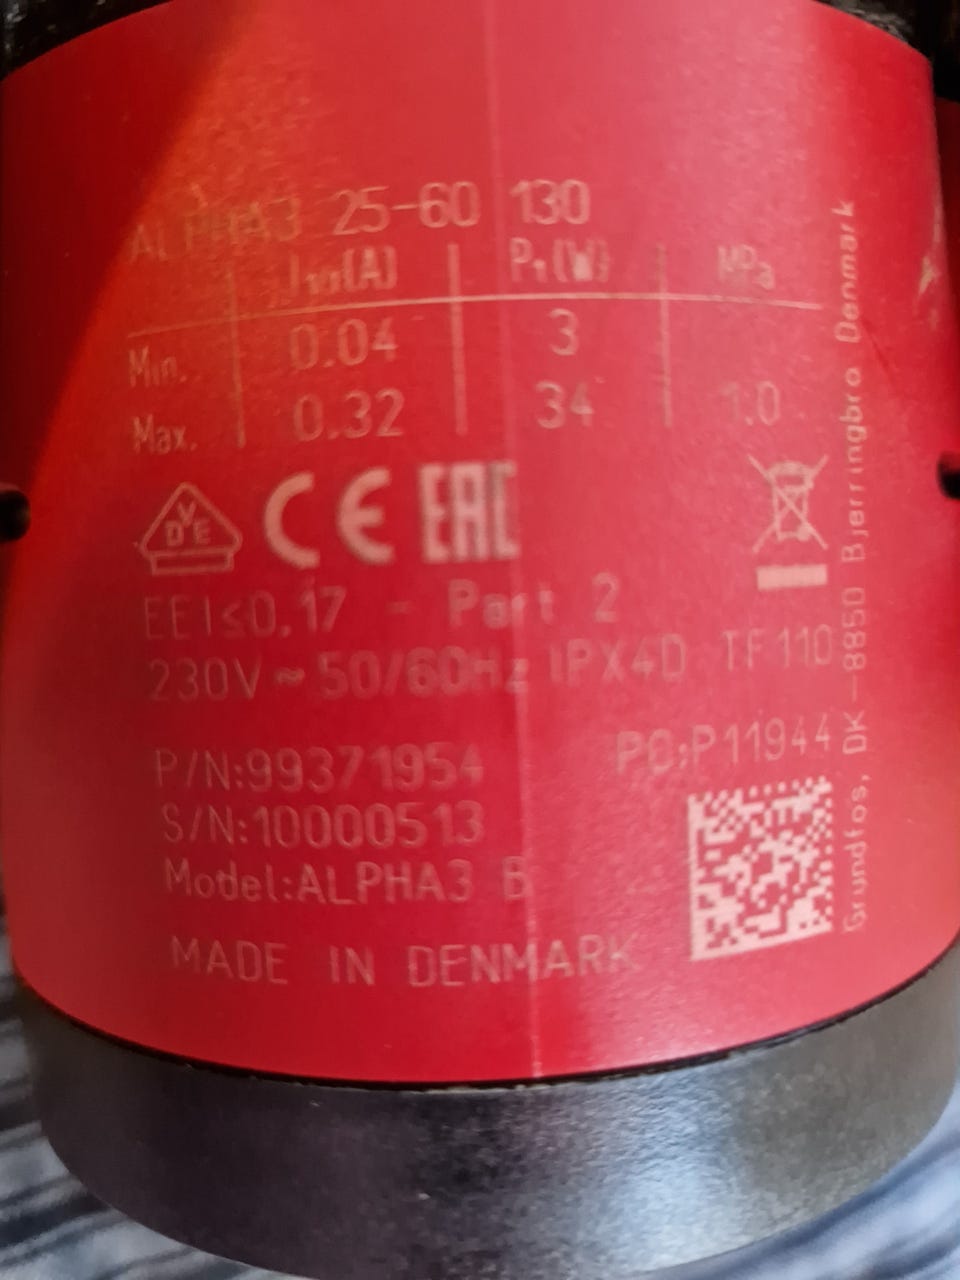 ALPHA3 25-60 130
I₁/₁(A) P₁(W) MPa
Min. 0.04 3
Max. 0.32 34 1.0
VDE CE EAC
EEI≤0.17 - Part 2
230V ~ 50/60Hz IPX4D TF110
P/N:99371954 PC:P11944
S/N:10000513
Model:ALPHA3 B
MADE IN DENMARK
Grundfos, DK-8850 Bjerringbro Denmark